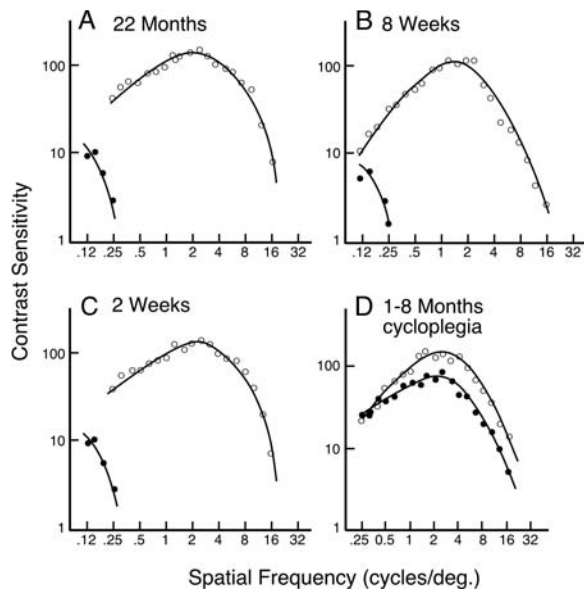 A 22 Months
B 8 Weeks
100
10
1
.12 .25 .5 1 2 4 8 16 32
100
10
1
.12 .25 .5 1 2 4 8 16 32
Contrast Sensitivity
C 2 Weeks
D 1-8 Months
cycloplegia
100
10
1
.12 .25 .5 1 2 4 8 16 32
100
10
1
.25 0.5 1 2 4 8 16 32
Spatial Frequency (cycles/deg.)